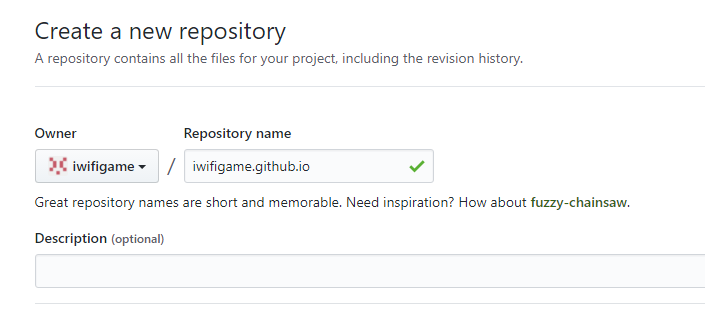 Create a new repository
A repository contains all the files for your project, including the revision history.
Owner
Repository name
iwifigame / iwifigame.github.io
Great repository names are short and memorable. Need inspiration? How about fuzzy-chainsaw.
Description (optional)